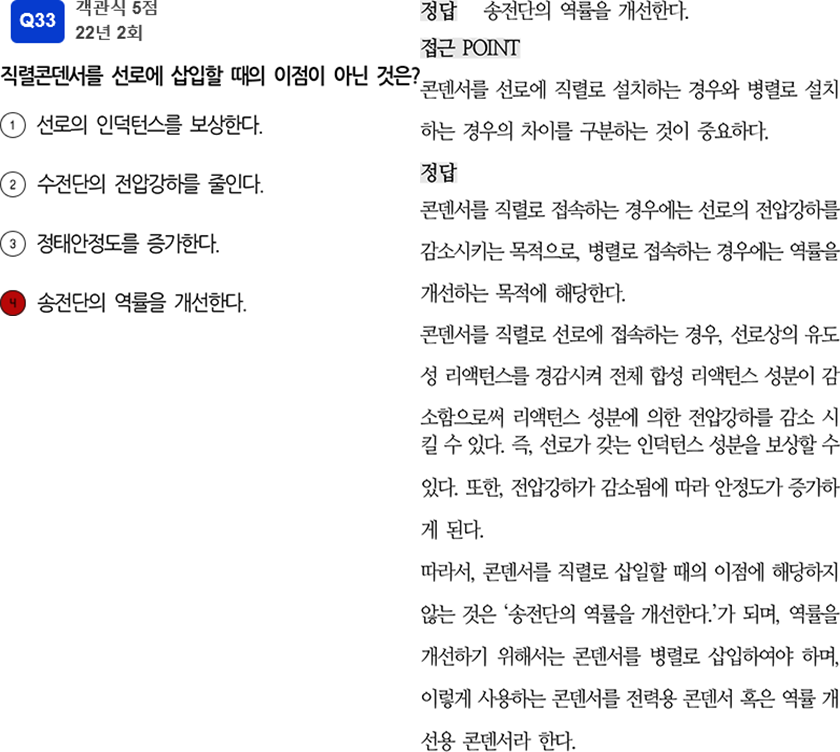 Q33
객관식 5점
22년 2회
직렬콘덴서를 선로에 삽입할 때의 이점이 아닌 것은?
① 선로의 인덕턴스를 보상한다.
② 수전단의 전압강하를 줄인다.
③ 정태안정도를 증가한다.
④ 송전단의 역률을 개선한다.
정답 송전단의 역률을 개선한다.
접근 POINT
콘덴서를 선로에 직렬로 설치하는 경우와 병렬로 설치
하는 경우의 차이를 구분하는 것이 중요하다.
정답
콘덴서를 직렬로 접속하는 경우에는 선로의 전압강하를
감소시키는 목적으로, 병렬로 접속하는 경우에는 역률을
개선하는 목적에 해당한다.
콘덴서를 직렬로 선로에 접속하는 경우, 선로상의 유도
성 리액턴스를 경감시켜 전체 합성 리액턴스 성분이 감
소함으로써 리액턴스 성분에 의한 전압강하를 감소 시
킬 수 있다. 즉, 선로가 갖는 인덕턴스 성분을 보상할 수
있다. 또한, 전압강하가 감소됨에 따라 안정도가 증가하
게 된다.
따라서, 콘덴서를 직렬로 삽일할 때의 이점에 해당하지
않는 것은 ‘송전단의 역률을 개선한다.’가 되며, 역률을
개선하기 위해서는 콘덴서를 병렬로 삽입하여야 하며,
이렇게 사용하는 콘덴서를 전력용 콘덴서 혹은 역률 개
선용 콘덴서라 한다.